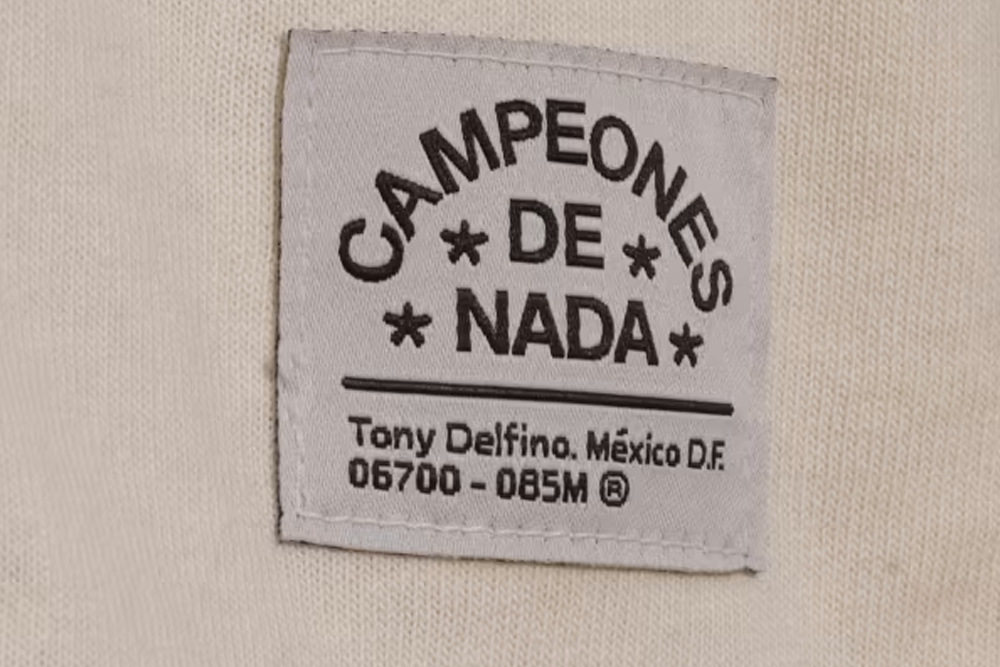 CAMPEONES
* DE *
* NADA *
Tony Delfino. México D.F.
06700 - 085M ®